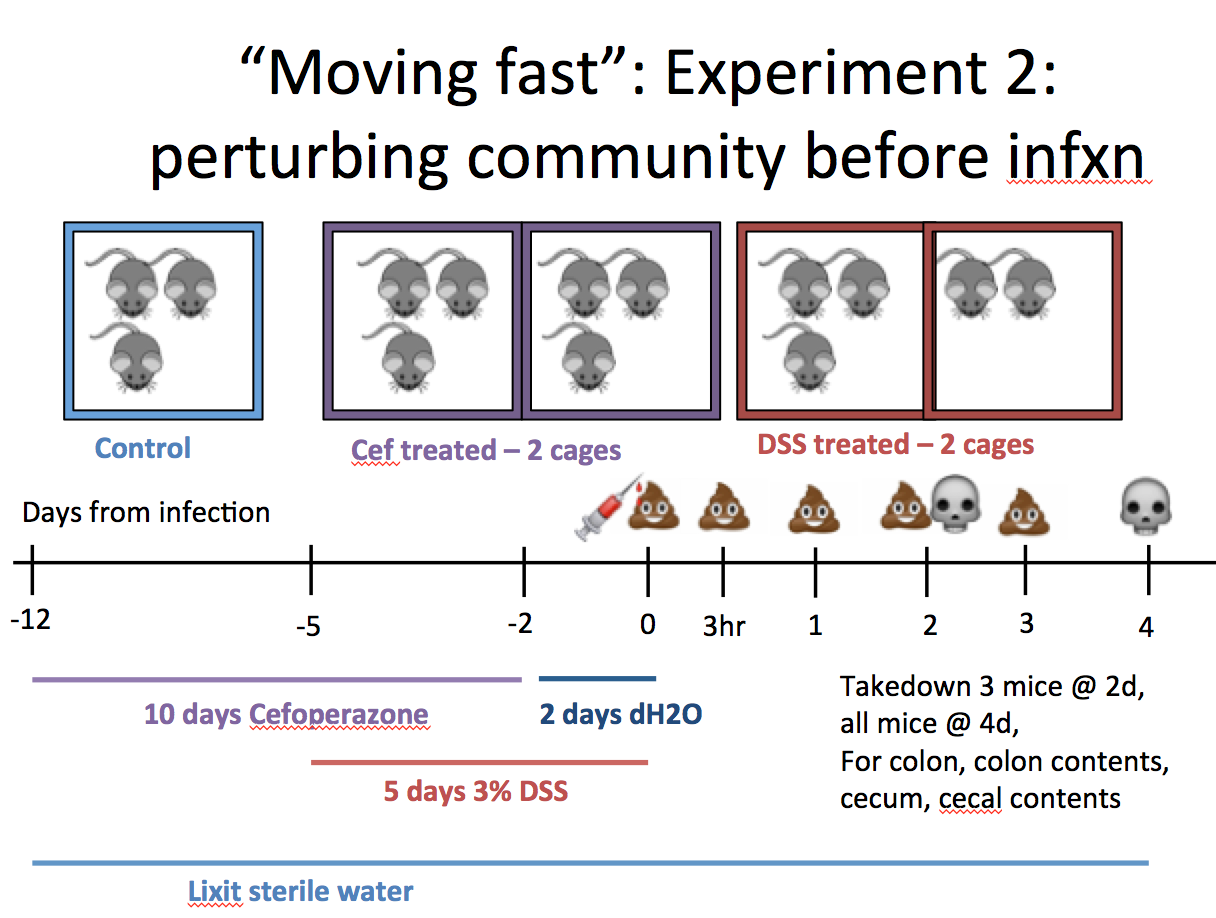 “Moving fast”: Experiment 2:
perturbing community before infxn
Control
Cef treated – 2 cages
DSS treated – 2 cages
Days from infection
-12
-5
-2
0
3hr
1
2
3
4
10 days Cefoperazone
2 days dH2O
5 days 3% DSS
Takedown 3 mice @ 2d,
all mice @ 4d,
For colon, colon contents,
cecum, cecal contents
Lixit sterile water